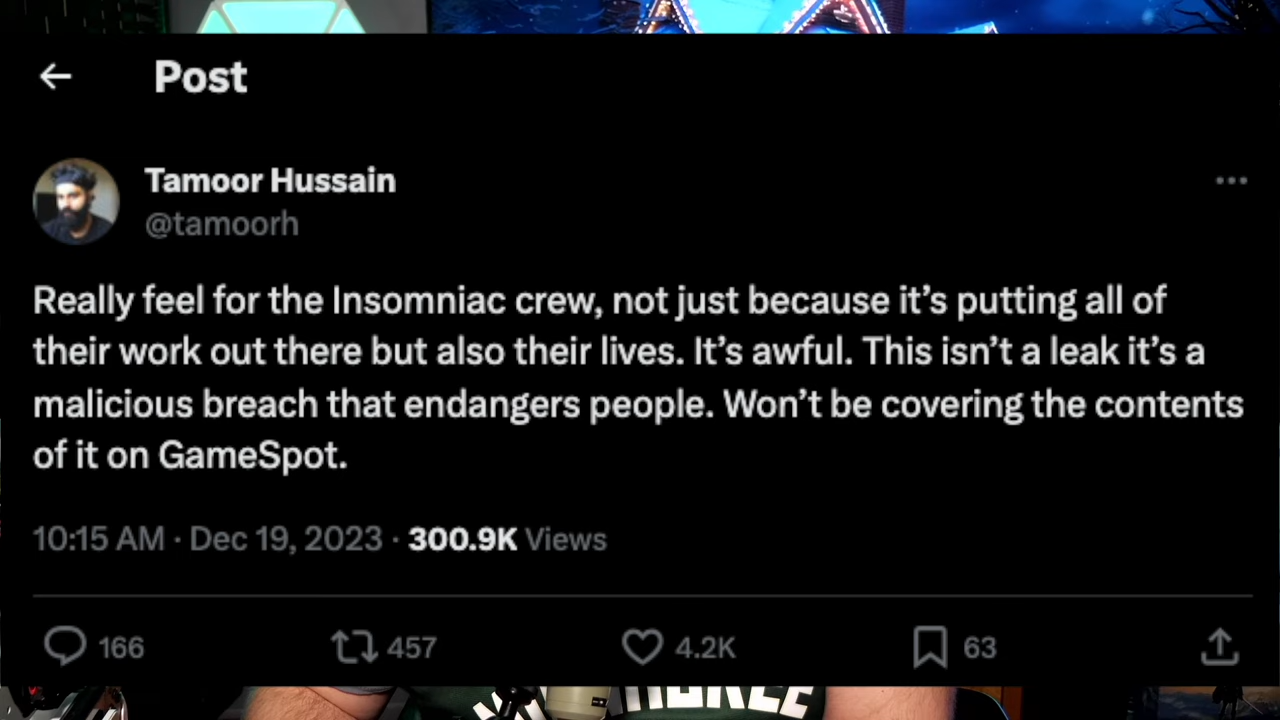 Post
Tamoor Hussain
@tamoorh
Really feel for the Insomniac crew, not just because it’s putting all of
their work out there but also their lives. It’s awful. This isn’t a leak it’s a
malicious breach that endangers people. Won’t be covering the contents
of it on GameSpot.
10:15 AM · Dec 19, 2023 · 300.9K Views
166 457 4.2K 63